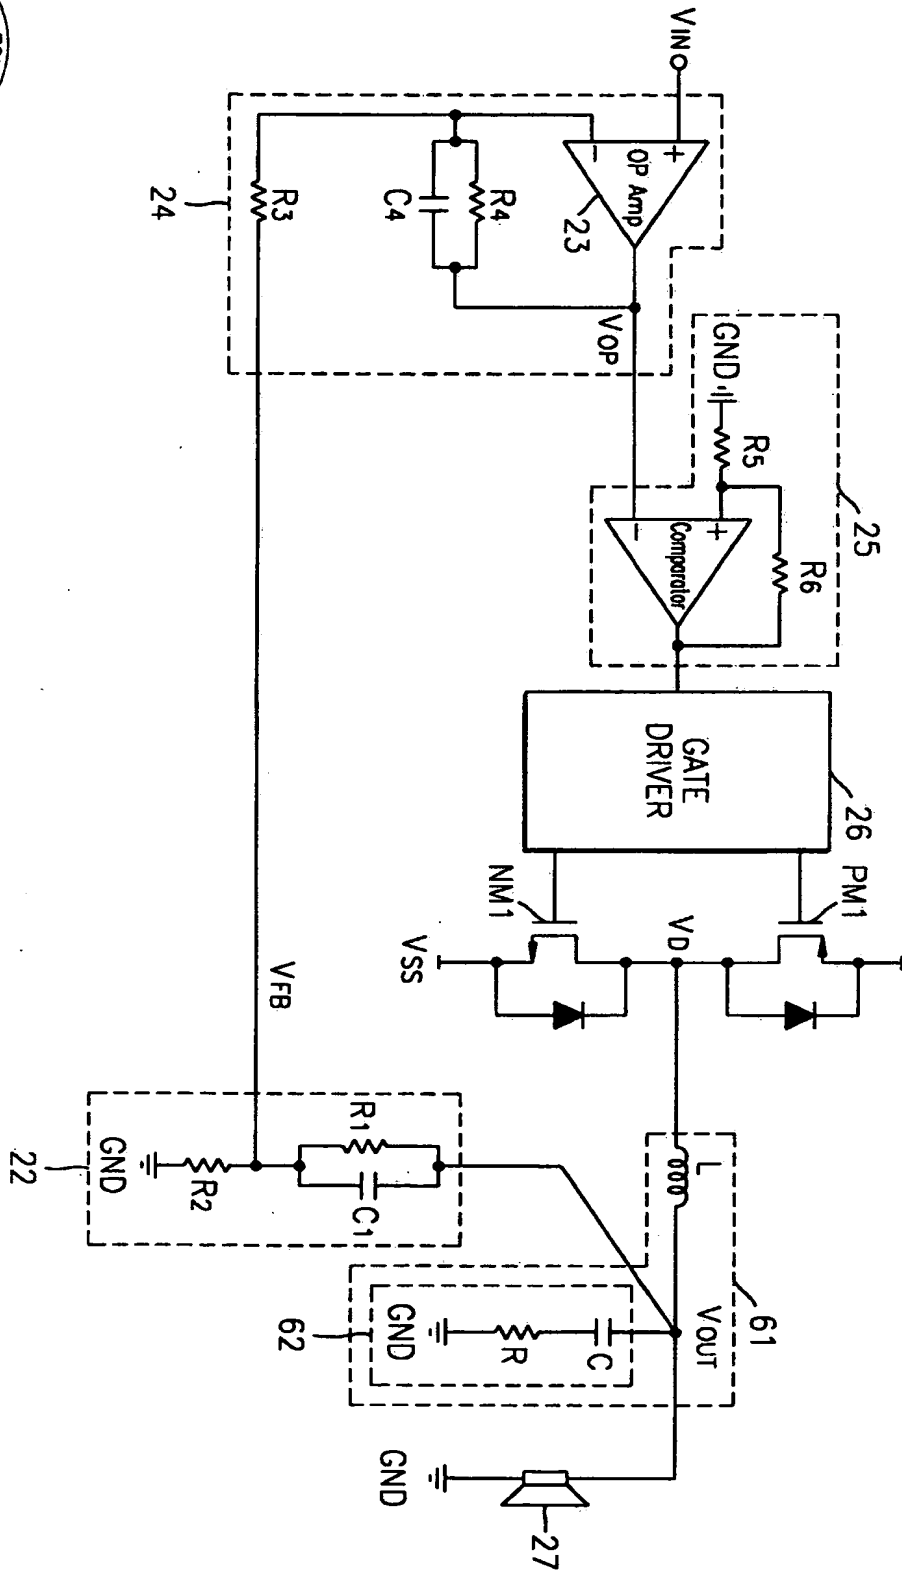 VIN
+
−
OP Amp
23
R4
C4
R3
24
VOP
GND
R5
R6
25
+
−
Comparator
GATE
DRIVER
26
PM1
NM1
VD
VSS
VFB
L
61
VOUT
R1
C1
R2
GND
22
C
R
GND
62
GND
27